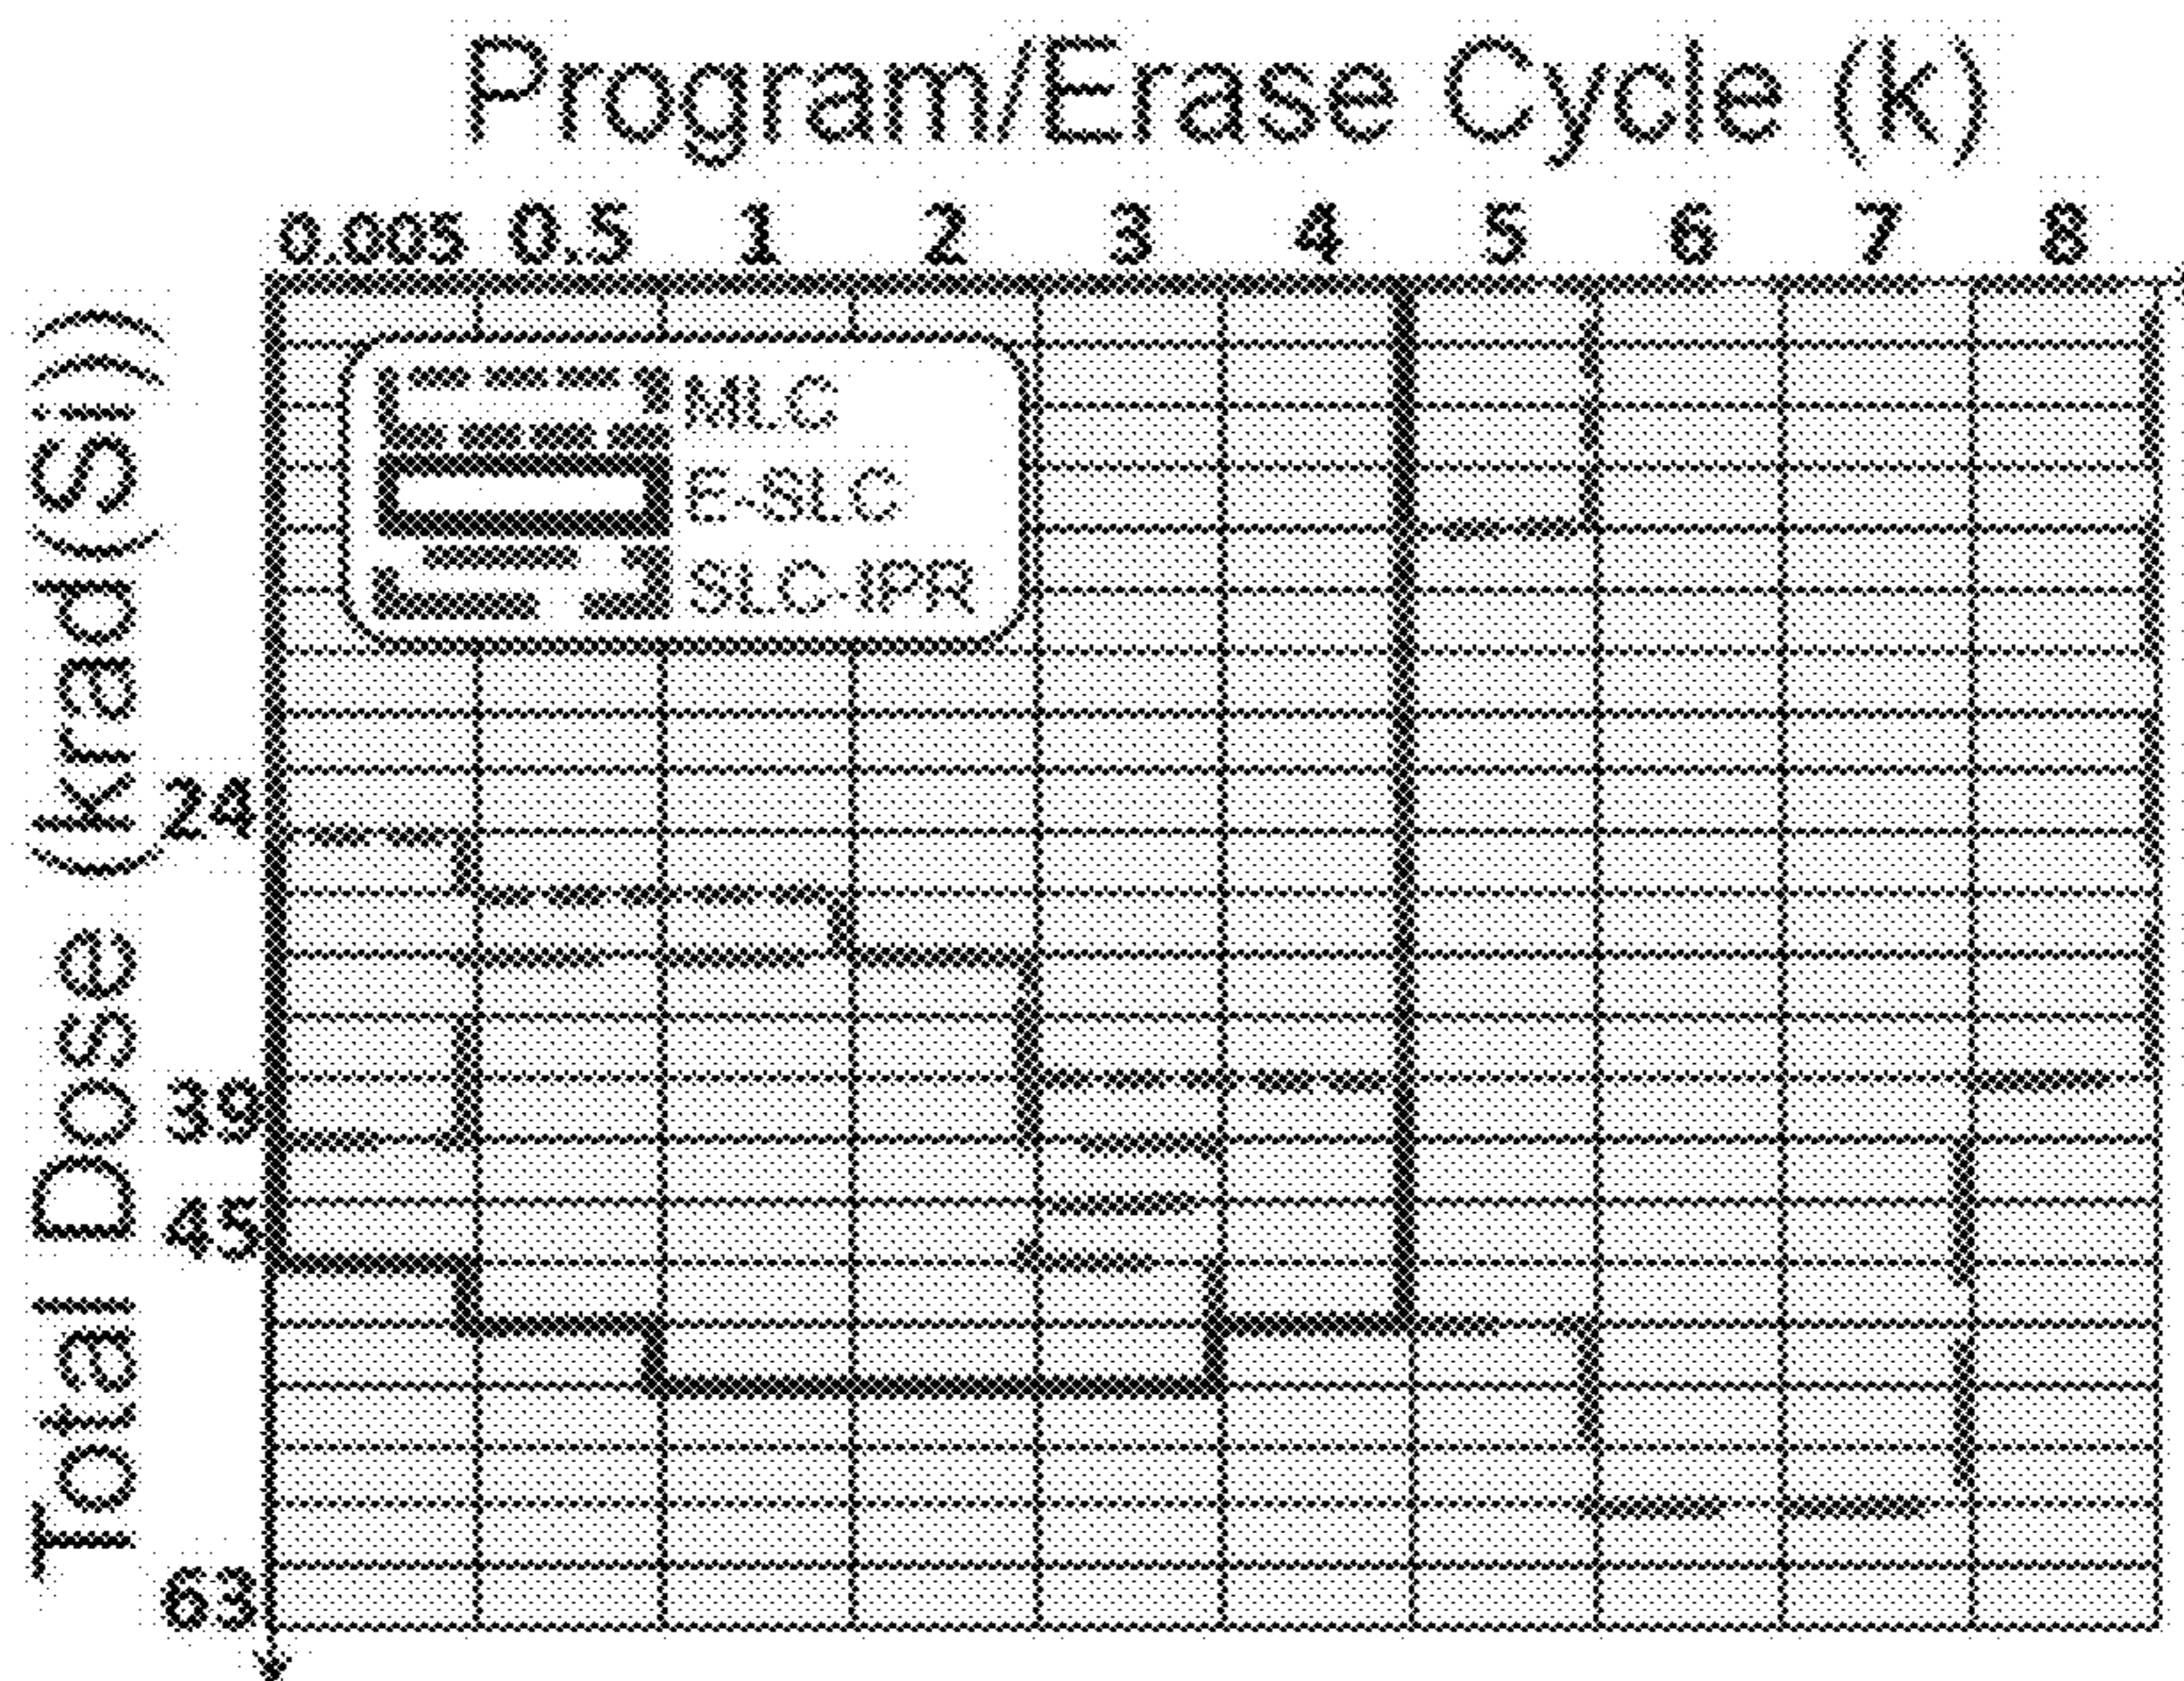 Program/Erase Cycle (k)
0.005 0.5 1 2 3 4 5 6 7 8
Total Dose (krad(Si))
MLC
E-SLC
SLC-IPR
24
39
45
63